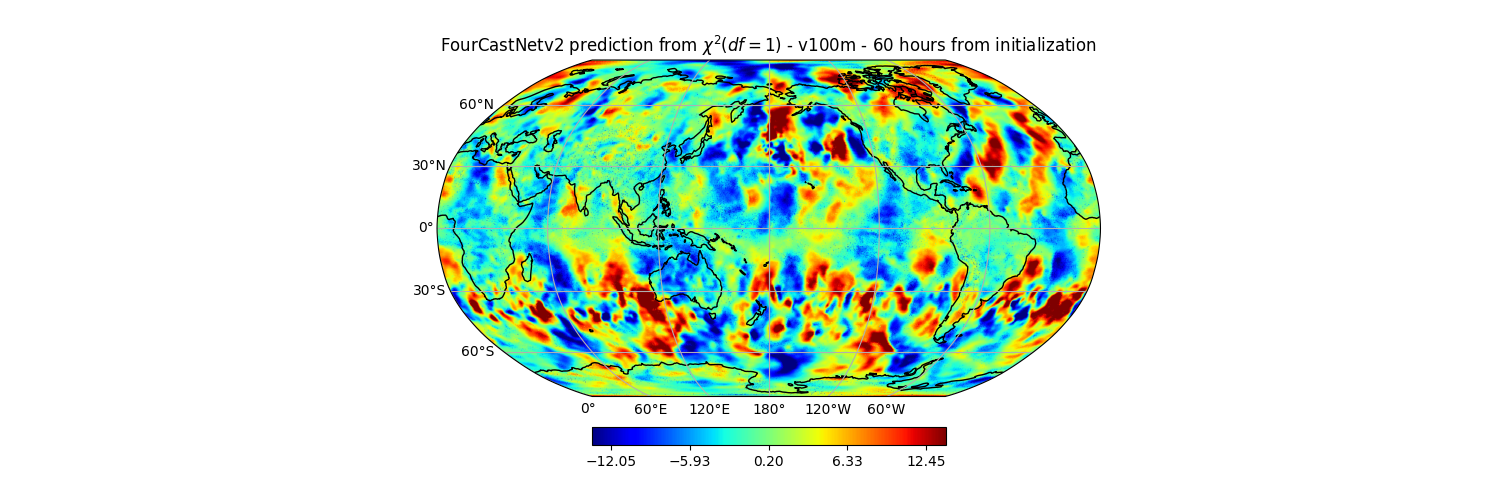 FourCastNetv2 prediction from χ²(df = 1) - v100m - 60 hours from initialization
60°N
30°N
0°
30°S
60°S
0° 60°E 120°E 180° 120°W 60°W
−12.05 −5.93 0.20 6.33 12.45